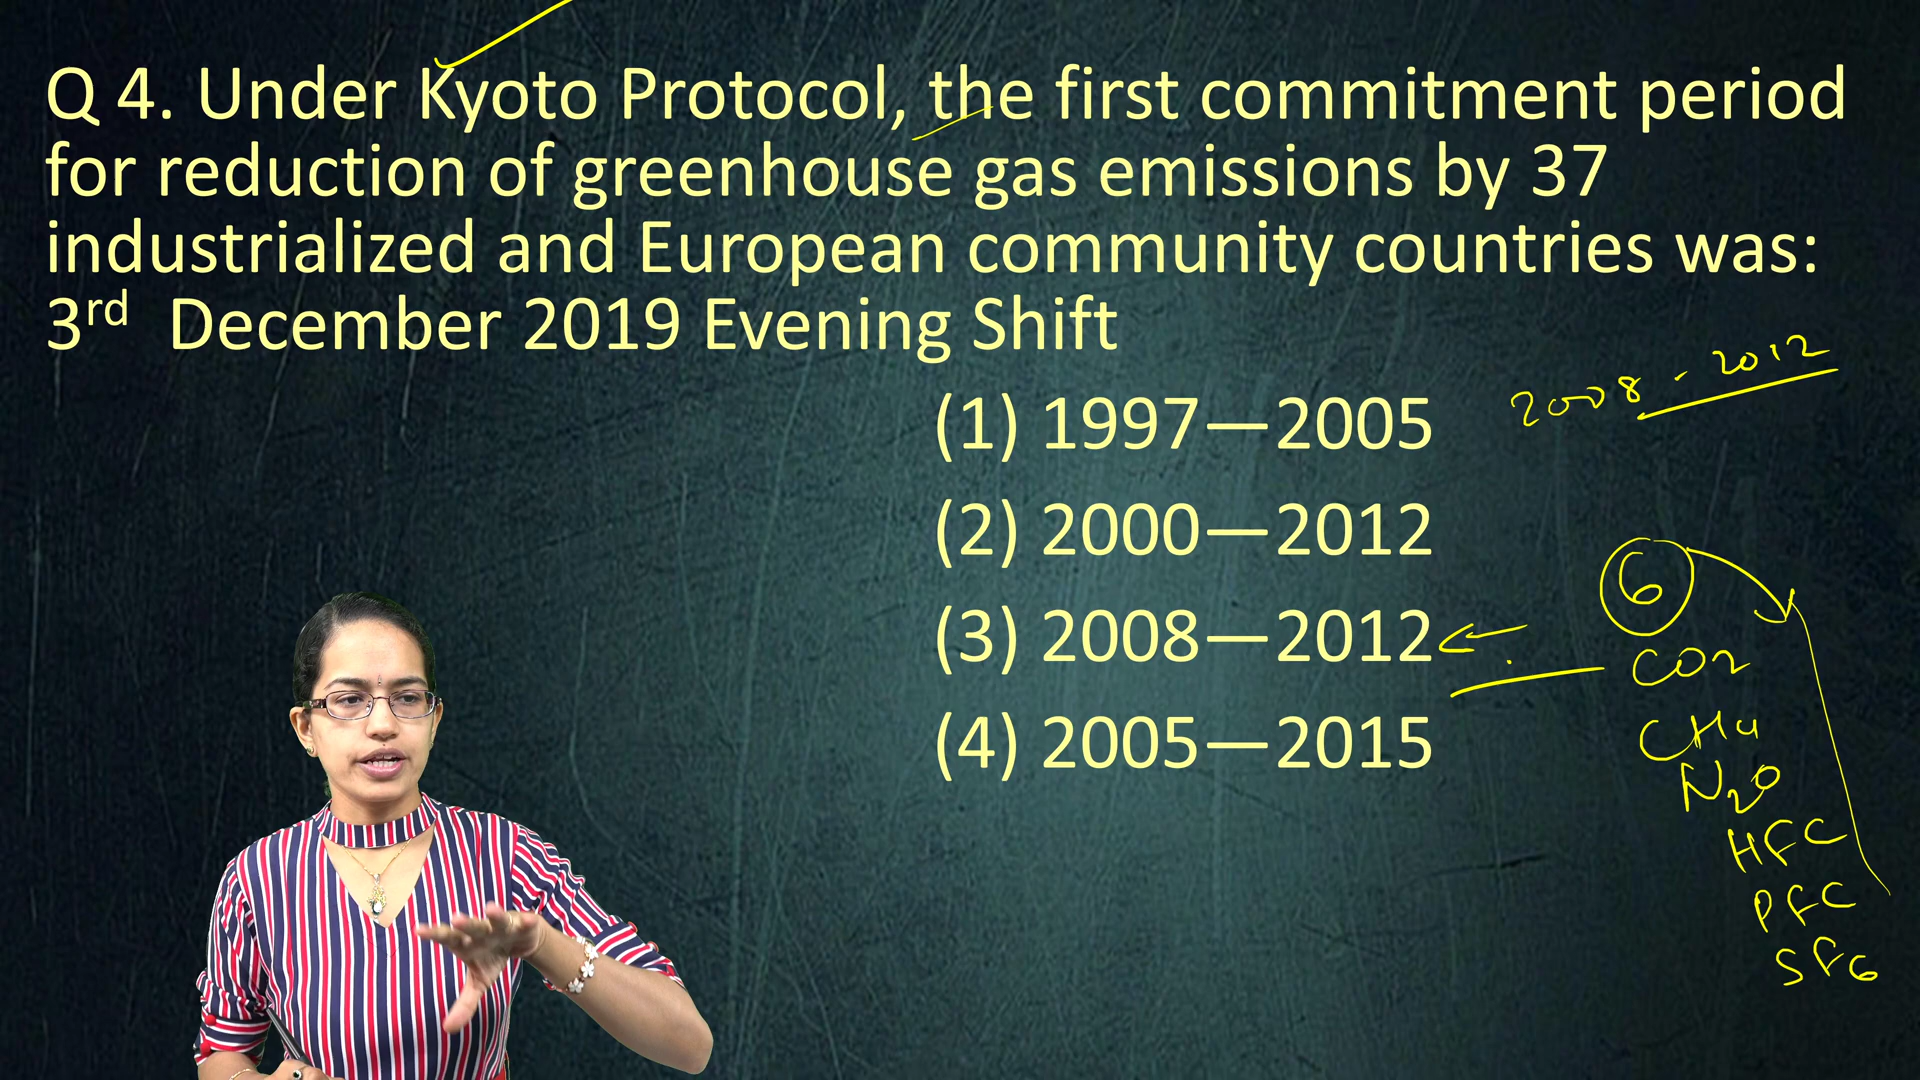 Q 4. Under Kyoto Protocol, the first commitment period
for reduction of greenhouse gas emissions by 37
industrialized and European community countries was:
3rd December 2019 Evening Shift
(1) 1997—2005
2008 - 2012
(2) 2000—2012
6
(3) 2008—2012
CO2
CH4
(4) 2005—2015
N2O
HFC
PFC
SF6